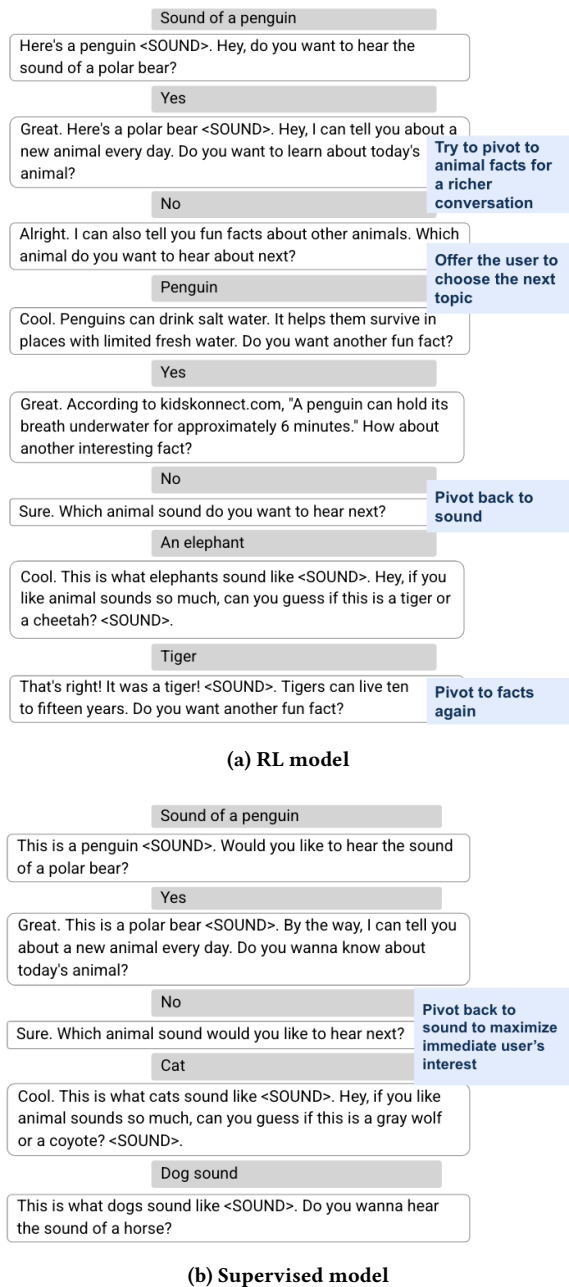 Sound of a penguin
Here's a penguin <SOUND>. Hey, do you want to hear the
sound of a polar bear?
Yes
Great. Here's a polar bear <SOUND>. Hey, I can tell you about a
new animal every day. Do you want to learn about today's
animal?
Try to pivot to
animal facts for
a richer
conversation
No
Alright. I can also tell you fun facts about other animals. Which
animal do you want to hear about next?
Offer the user to
choose the next
topic
Penguin
Cool. Penguins can drink salt water. It helps them survive in
places with limited fresh water. Do you want another fun fact?
Yes
Great. According to kidskonnect.com, "A penguin can hold its
breath underwater for approximately 6 minutes." How about
another interesting fact?
No
Sure. Which animal sound do you want to hear next?
Pivot back to
sound
An elephant
Cool. This is what elephants sound like <SOUND>. Hey, if you
like animal sounds so much, can you guess if this is a tiger or
a cheetah? <SOUND>.
Tiger
That's right! It was a tiger! <SOUND>. Tigers can live ten
to fifteen years. Do you want another fun fact?
Pivot to facts
again
(a) RL model
Sound of a penguin
This is a penguin <SOUND>. Would you like to hear the sound
of a polar bear?
Yes
Great. This is a polar bear <SOUND>. By the way, I can tell you
about a new animal every day. Do you wanna know about
today's animal?
No
Sure. Which animal sound would you like to hear next?
Pivot back to
sound to maximize
immediate user's
interest
Cat
Cool. This is what cats sound like <SOUND>. Hey, if you like
animal sounds so much, can you guess if this is a gray wolf
or a coyote? <SOUND>.
Dog sound
This is what dogs sound like <SOUND>. Do you wanna hear
the sound of a horse?
(b) Supervised model